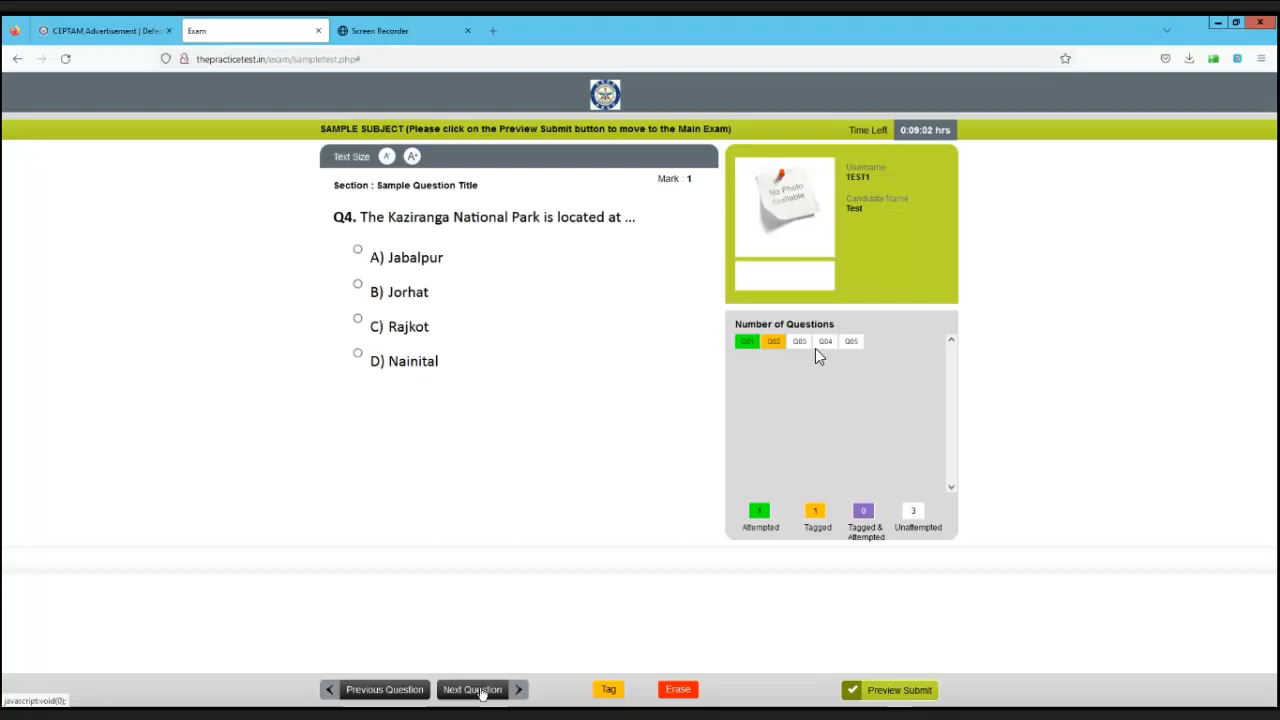 CEPTAM Advertisement | Defe
Exam
Screen Recorder
thepracticetest.in/exam/sampletest.php#
SAMPLE SUBJECT (Please click on the Preview Submit button to move to the Main Exam)
Time Left 0:09:02 hrs
Text Size A- A+
Section : Sample Question Title
Mark : 1
Q4. The Kaziranga National Park is located at ...
A) Jabalpur
B) Jorhat
C) Rajkot
D) Nainital
No Photo
Available
Username
TEST1
Candidate Name
Test
Number of Questions
Q01 Q02 Q03 Q04 Q05
1 1 0 3
Attempted Tagged Tagged & Attempted Unattempted
Previous Question Next Question Tag Erase Preview Submit
javascript:void(0);